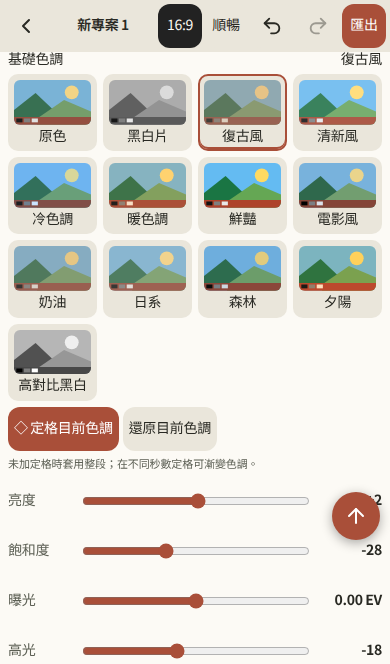 新專案 1
16:9
順暢
匯出
基礎色調
復古風
原色
黑白片
復古風
清新風
冷色調
暖色調
鮮豔
電影風
奶油
日系
森林
夕陽
高對比黑白
◇ 定格目前色調
還原目前色調
未加定格時套用整段；在不同秒數定格可漸變色調。
亮度
飽和度
-28
曝光
0.00 EV
高光
-18